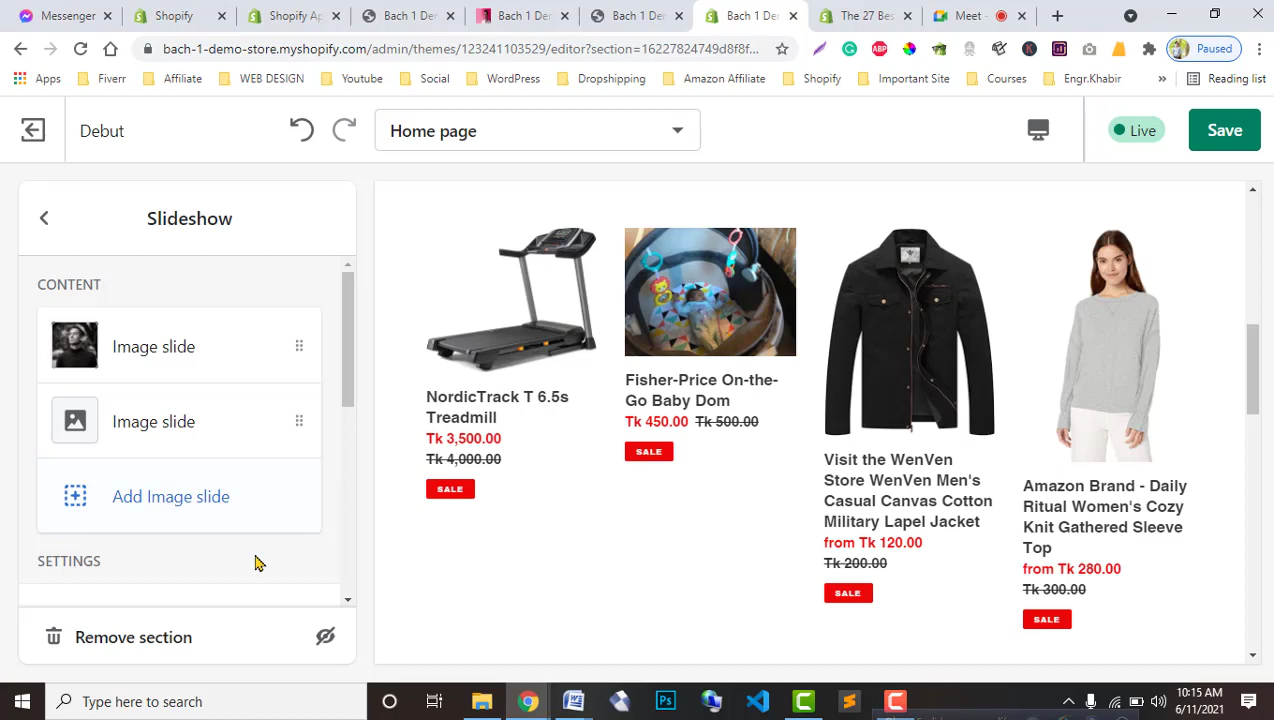 Messenger
Shopify
Shopify Ap
Bach 1 De
Bach 1 De
Bach 1 De
Bach 1 De
The 27 Bes
Meet -
bach-1-demo-store.myshopify.com/admin/themes/123241103529/editor?section=16227824749d8f8f...
ABP
K
Paused
Apps
Fiverr
Affiliate
WEB DESIGN
Youtube
Social
WordPress
Dropshipping
Amazon Affiliate
Shopify
Important Site
Courses
Engr.Khabir
»
Reading list
Debut
Home page
Live
Save
Slideshow
CONTENT
Image slide
Image slide
Add Image slide
SETTINGS
Remove section
NordicTrack T 6.5s
Treadmill
Tk 3,500.00
Tk 4,000.00
SALE
Fisher-Price On-the-
Go Baby Dom
Tk 450.00 Tk 500.00
SALE
Visit the WenVen
Store WenVen Men's
Casual Canvas Cotton
Military Lapel Jacket
from Tk 120.00
Tk 200.00
SALE
Amazon Brand - Daily
Ritual Women's Cozy
Knit Gathered Sleeve
Top
from Tk 280.00
Tk 300.00
SALE
Type here to search
Ps
10:15 AM
6/11/2021